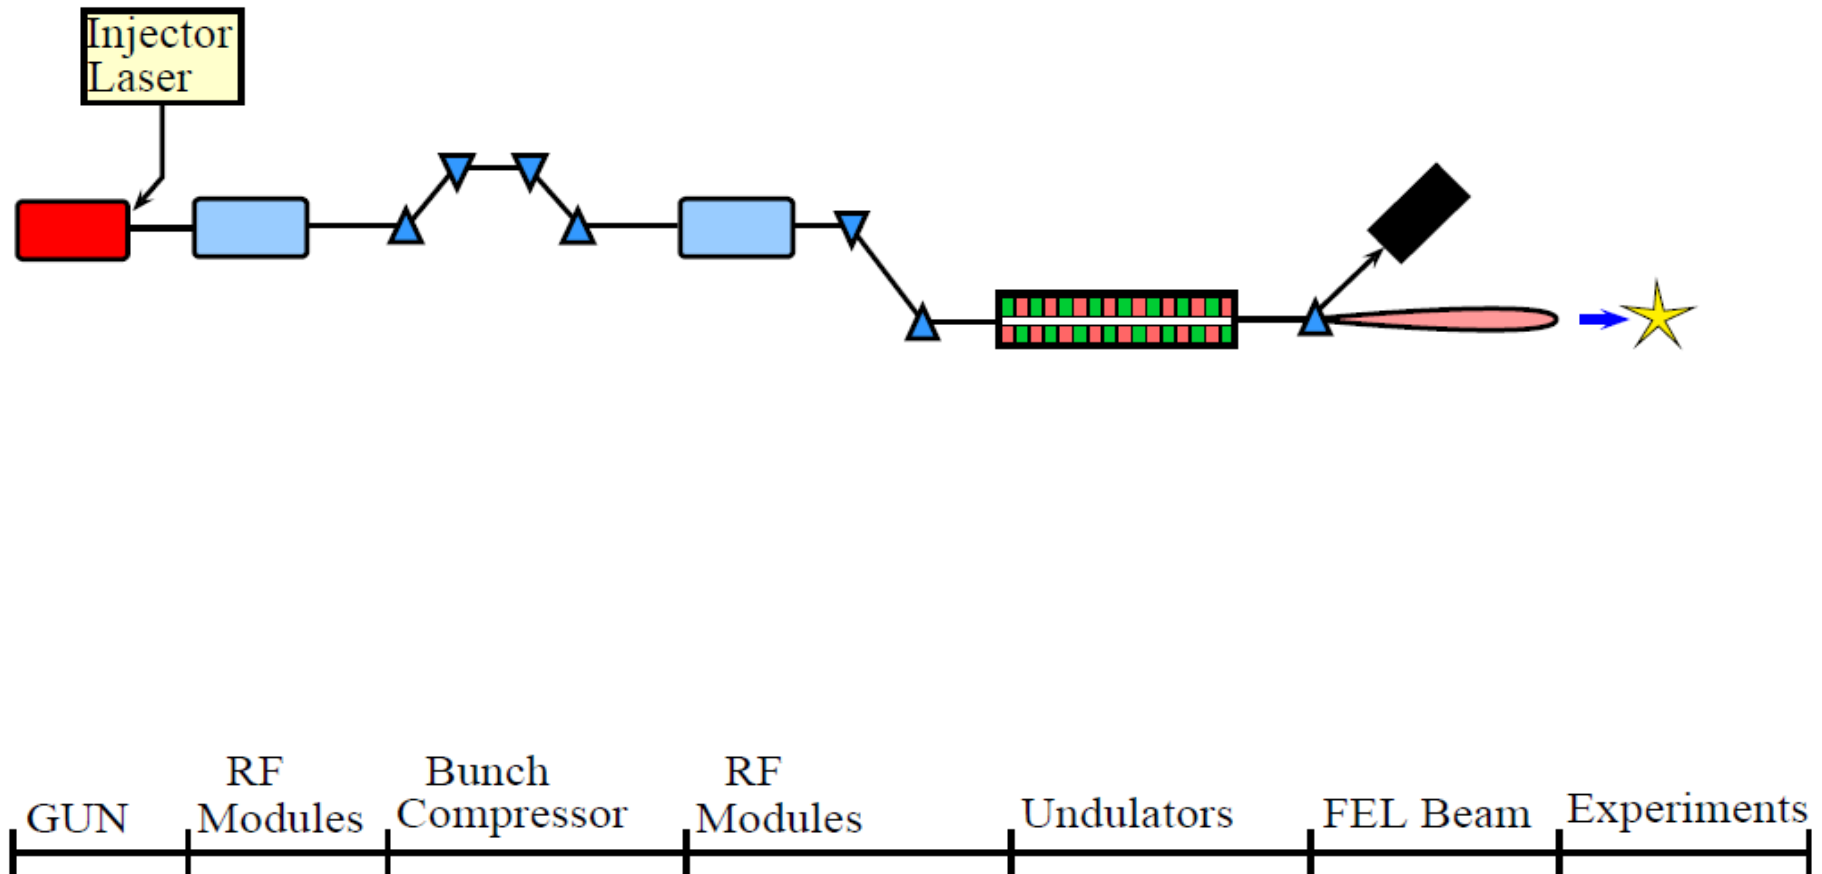 Injector
Laser
GUN
RF
Modules
Bunch
Compressor
RF
Modules
Undulators
FEL Beam
Experiments